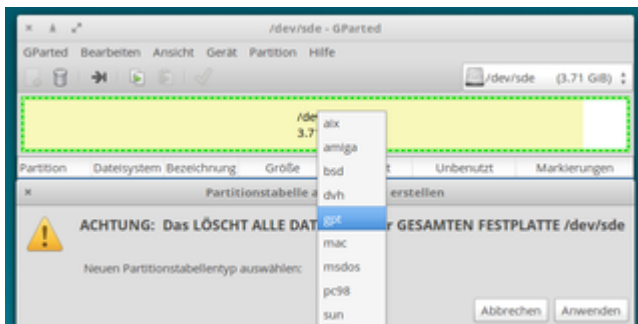 /dev/sde - GParted
GParted Bearbeiten Ansicht Gerät Partition Hilfe
/dev/sde (3.71 GiB)
Partition Dateisystem Bezeichnung Größe Unbenutzt Markierungen
Partitionstabelle a erstellen
ACHTUNG: Das LÖSCHT ALLE DAT r GESAMTEN FESTPLATTE /dev/sde
Neuen Partitionstabellentyp auswählen:
aix
amiga
bsd
dvh
gpt
mac
msdos
pc98
sun
Abbrechen Anwenden